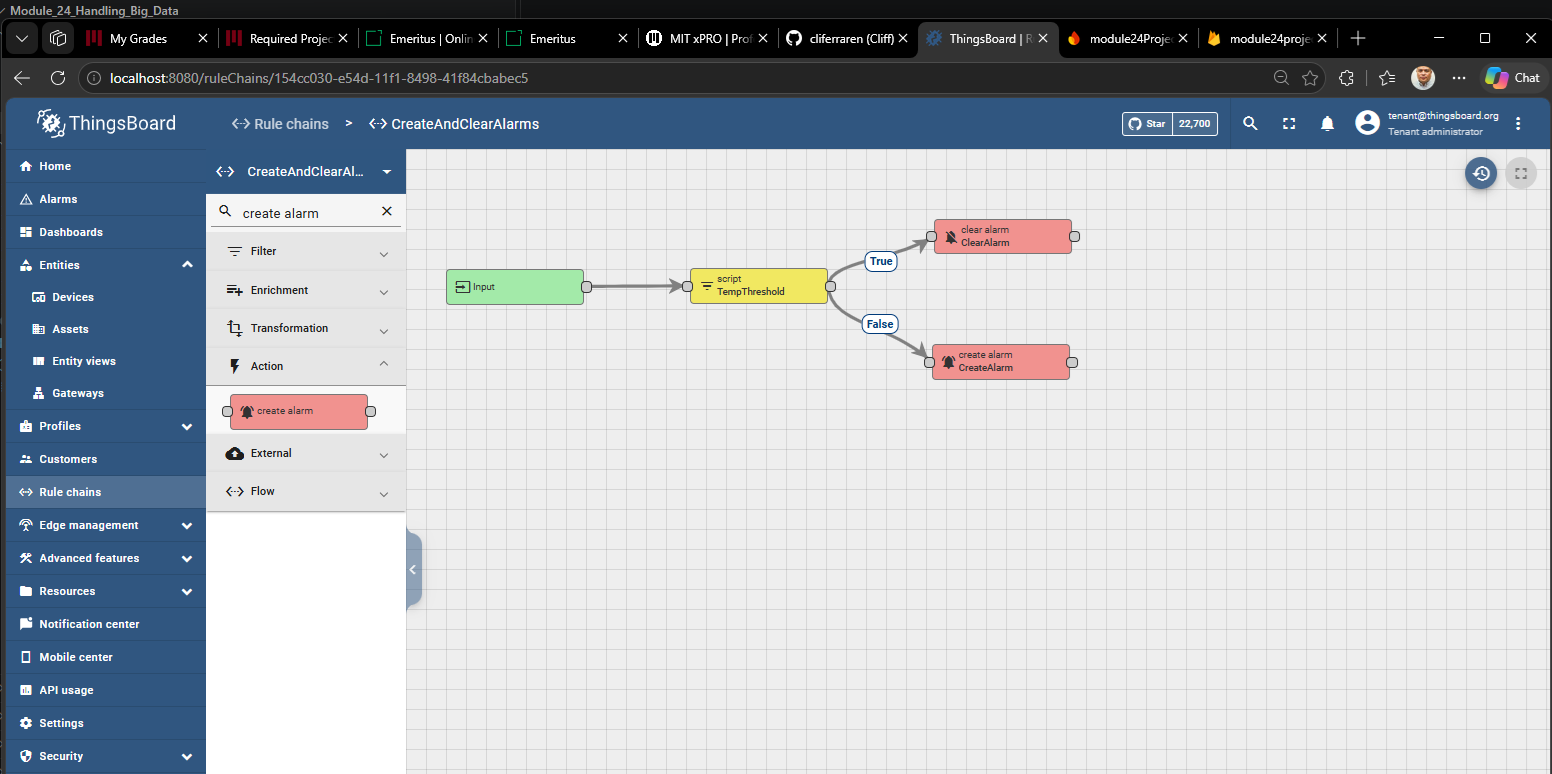 Module_24_Handling_Big_Data
My Grades
Required Projec
Emeritus | Onlin
Emeritus
MIT xPRO | Prof
cliferraren (Cliff)
ThingsBoard | R
module24Projec
module24projec
localhost:8080/ruleChains/154cc030-e54d-11f1-8498-41f84cbabec5
Chat
ThingsBoard
Rule chains > CreateAndClearAlarms
Star 22,700
tenant@thingsboard.org
Tenant administrator
Home
Alarms
Dashboards
Entities
Devices
Assets
Entity views
Gateways
Profiles
Customers
Rule chains
Edge management
Advanced features
Resources
Notification center
Mobile center
API usage
Settings
Security
CreateAndClearAl...
create alarm
Filter
Enrichment
Transformation
Action
create alarm
External
Flow
Input
script
TempThreshold
True
False
clear alarm
ClearAlarm
create alarm
CreateAlarm